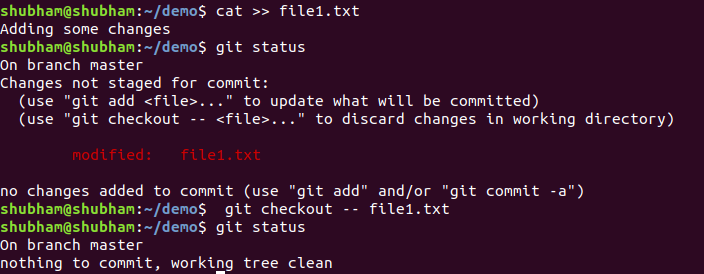 shubham@shubham:~/demo$ cat >> file1.txt
Adding some changes
shubham@shubham:~/demo$ git status
On branch master
Changes not staged for commit:
  (use "git add <file>..." to update what will be committed)
  (use "git checkout -- <file>..." to discard changes in working directory)

        modified:   file1.txt

no changes added to commit (use "git add" and/or "git commit -a")
shubham@shubham:~/demo$  git checkout -- file1.txt
shubham@shubham:~/demo$ git status
On branch master
nothing to commit, working tree clean